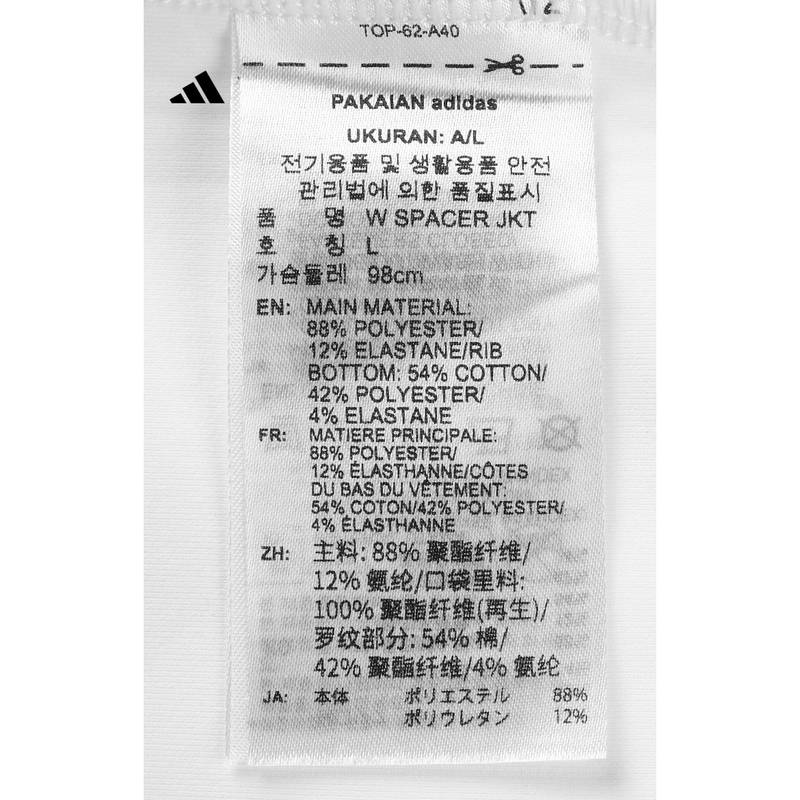 TOP-62-A40
PAKAIAN adidas
UKURAN: A/L
전기용품 및 생활용품 안전
관리법에 의한 품질표시
품 명 W SPACER JKT
호 칭 L
가슴둘레 98cm
EN: MAIN MATERIAL:
88% POLYESTER/
12% ELASTANE/RIB
BOTTOM: 54% COTTON/
42% POLYESTER/
4% ELASTANE
FR: MATIERE PRINCIPALE:
88% POLYESTER/
12% ÉLASTHANNE/CÔTES
DU BAS DU VÊTEMENT:
54% COTON/42% POLYESTER/
4% ÉLASTHANNE
ZH: 主料: 88% 聚酯纤维/
12% 氨纶/口袋里料:
100% 聚酯纤维(再生)/
罗纹部分: 54% 棉/
42% 聚酯纤维/4% 氨纶
JA: 本体 ポリエステル 88%
ポリウレタン 12%